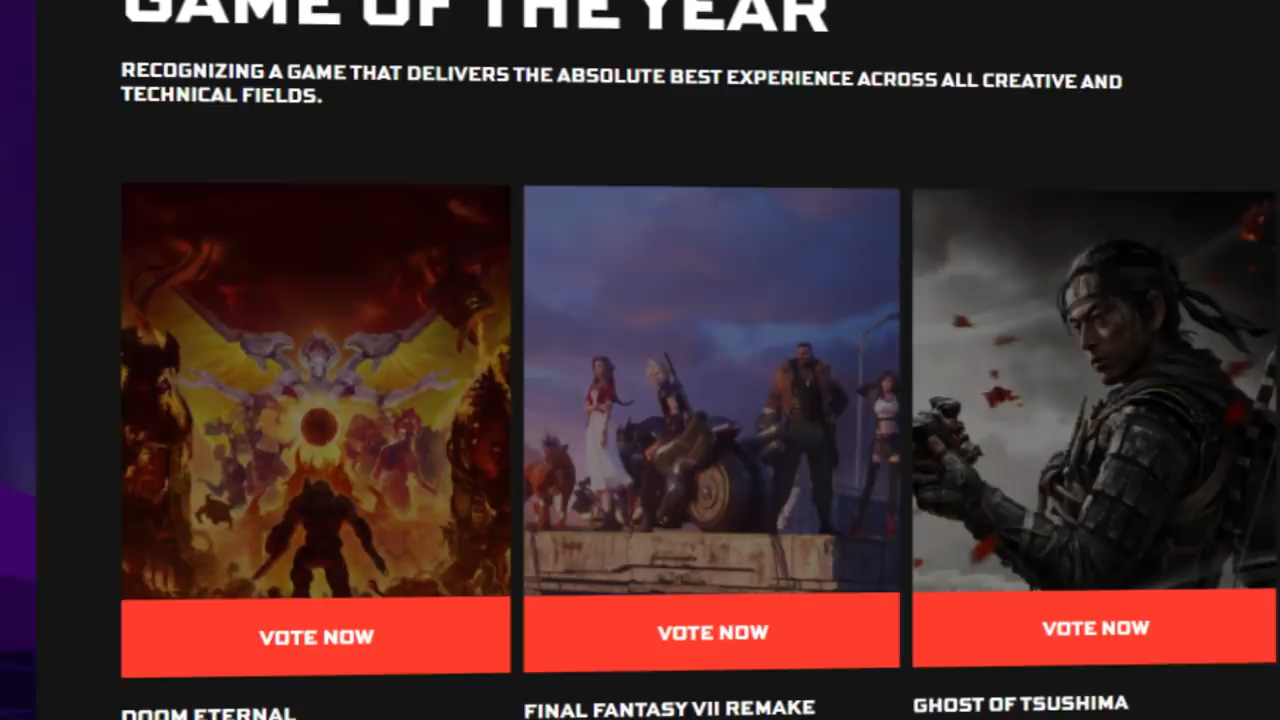 GAME OF THE YEAR
RECOGNIZING A GAME THAT DELIVERS THE ABSOLUTE BEST EXPERIENCE ACROSS ALL CREATIVE AND
TECHNICAL FIELDS.
VOTE NOW
VOTE NOW
VOTE NOW
DOOM ETERNAL
FINAL FANTASY VII REMAKE
GHOST OF TSUSHIMA